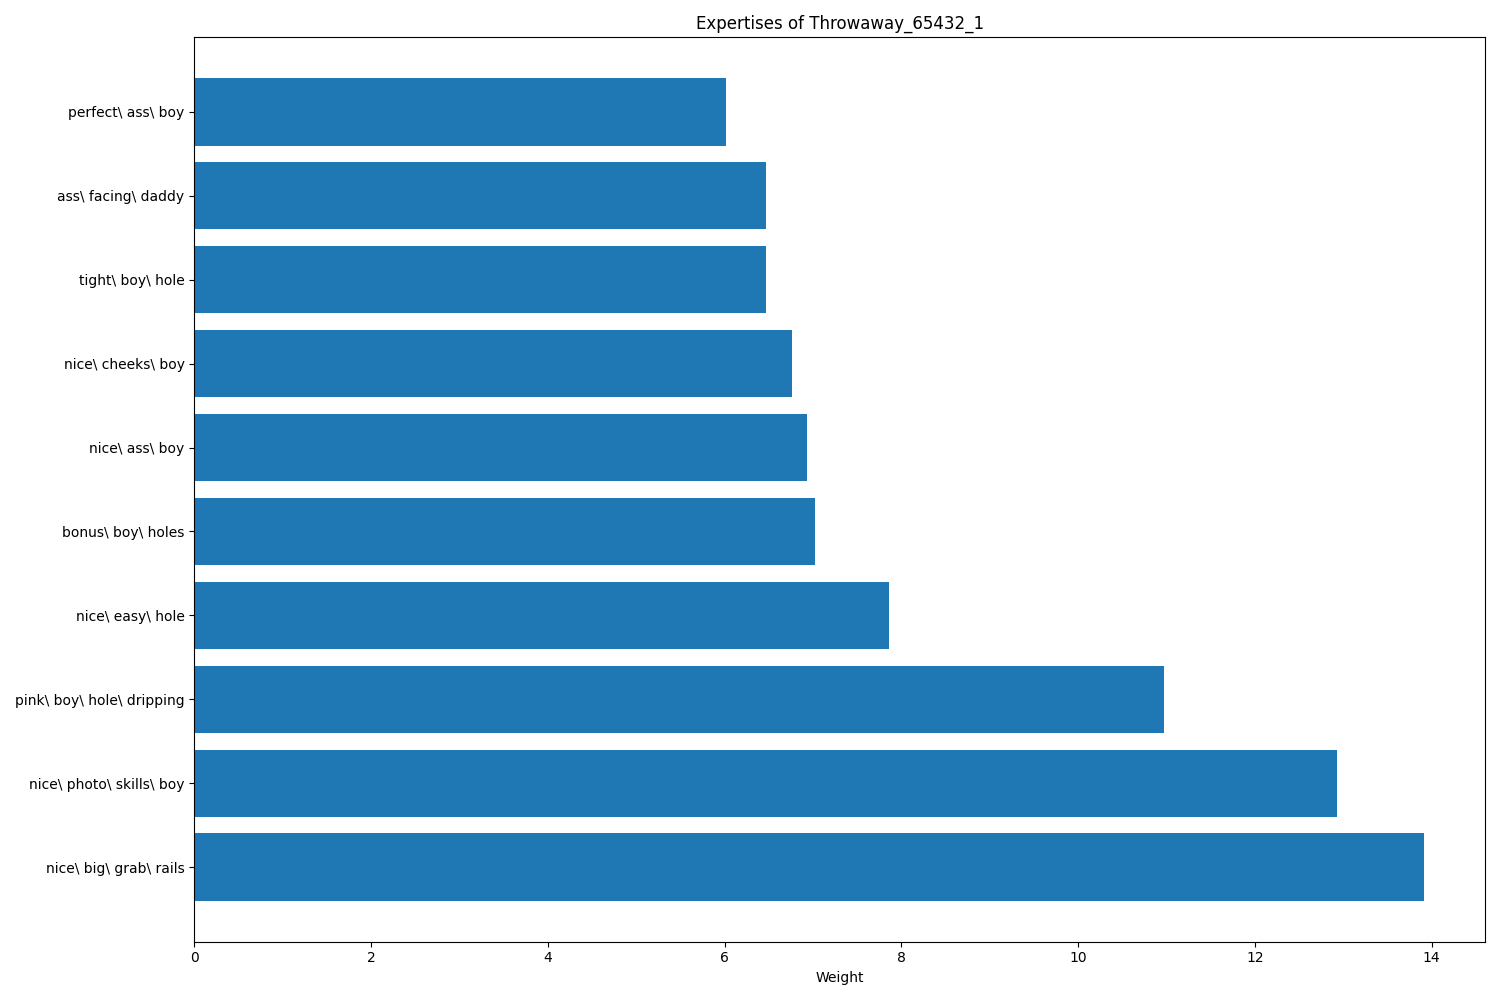 Expertises of Throwaway_65432_1
perfect\ ass\ boy
ass\ facing\ daddy
tight\ boy\ hole
nice\ cheeks\ boy
nice\ ass\ boy
bonus\ boy\ holes
nice\ easy\ hole
pink\ boy\ hole\ dripping
nice\ photo\ skills\ boy
nice\ big\ grab\ rails
0 2 4 6 8 10 12 14
Weight